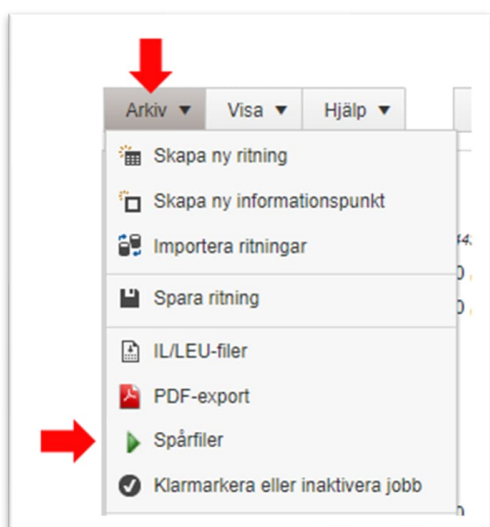 Arkiv ▼ Visa ▼ Hjälp ▼
Skapa ny ritning
Skapa ny informationspunkt
Importera ritningar
Spara ritning
IL/LEU-filer
PDF-export
Spårfiler
Klarmarkera eller inaktivera jobb